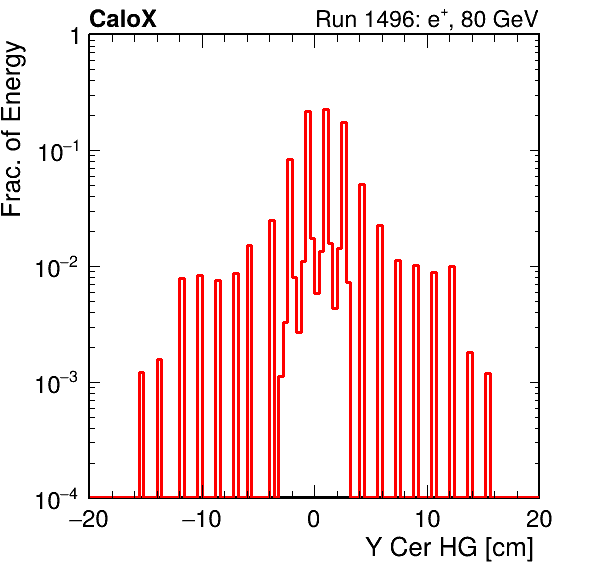 CaloX Run 1496: e⁺, 80 GeV
Frac. of Energy
1
10⁻¹
10⁻²
10⁻³
10⁻⁴
−20 −10 0 10 20
Y Cer HG [cm]